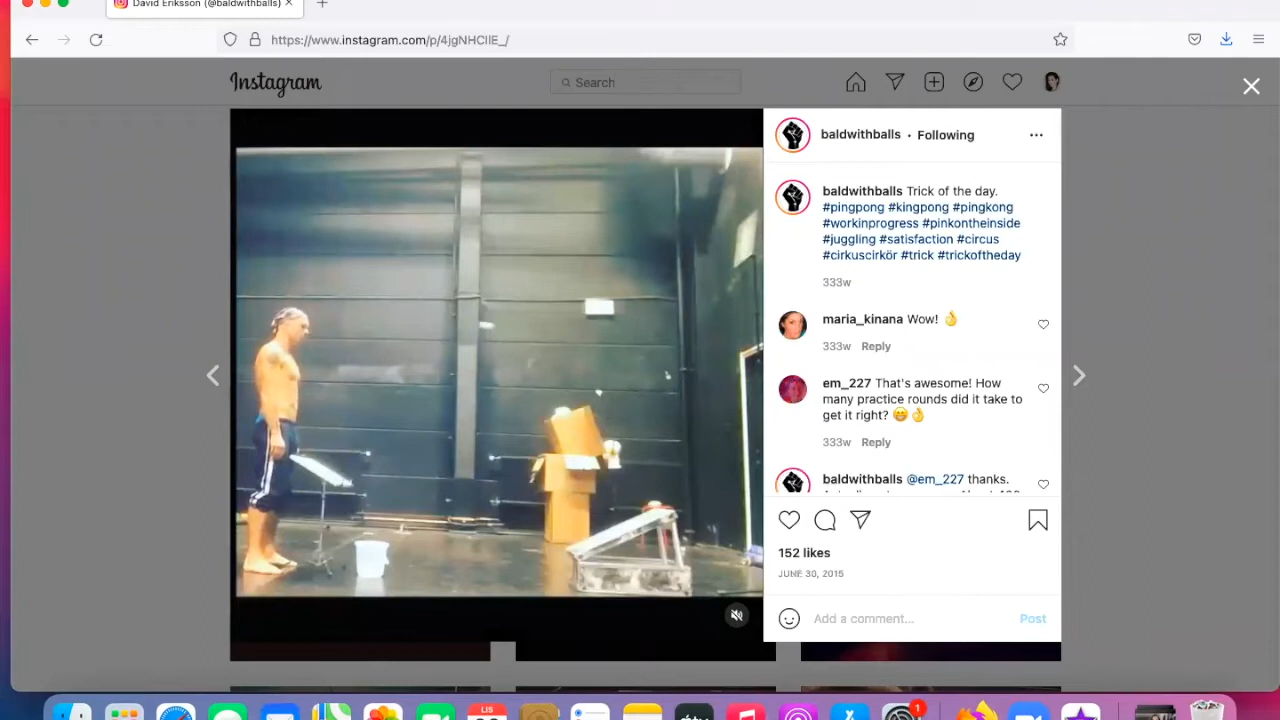 David Eriksson (@baldwithballs)
https://www.instagram.com/p/4jgNHCIIE_/
Instagram
Search
baldwithballs • Following
baldwithballs Trick of the day.
#pingpong #kingpong #pingkong
#workinprogress #pinkontheinside
#juggling #satisfaction #circus
#cirkuscirkör #trick #trickoftheday
333w
maria_kinana Wow! 👌
333w Reply
em_227 That's awesome! How
many practice rounds did it take to
get it right? 😁👌
333w Reply
baldwithballs @em_227 thanks.
152 likes
JUNE 30, 2015
Add a comment...
Post
LIS
tv
1